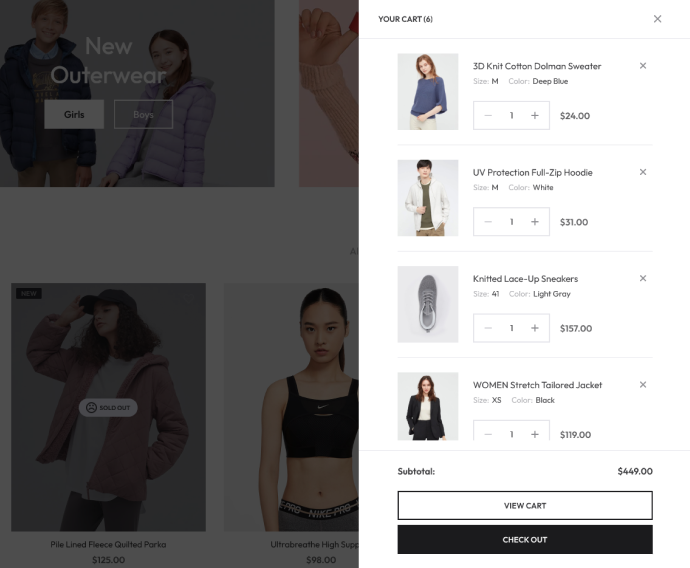 New
Outerwear
Girls
Boys
NEW
SOLD OUT
Pile Lined Fleece Quilted Parka
$125.00
NIKE PRO
Ultrabreathe High Supp
$98.00
YOUR CART (6)
3D Knit Cotton Dolman Sweater
Size: M Color: Deep Blue
1
$24.00
UV Protection Full-Zip Hoodie
Size: M Color: White
1
$31.00
Knitted Lace-Up Sneakers
Size: 41 Color: Light Gray
1
$157.00
WOMEN Stretch Tailored Jacket
Size: XS Color: Black
1
$119.00
Subtotal: $449.00
VIEW CART
CHECK OUT